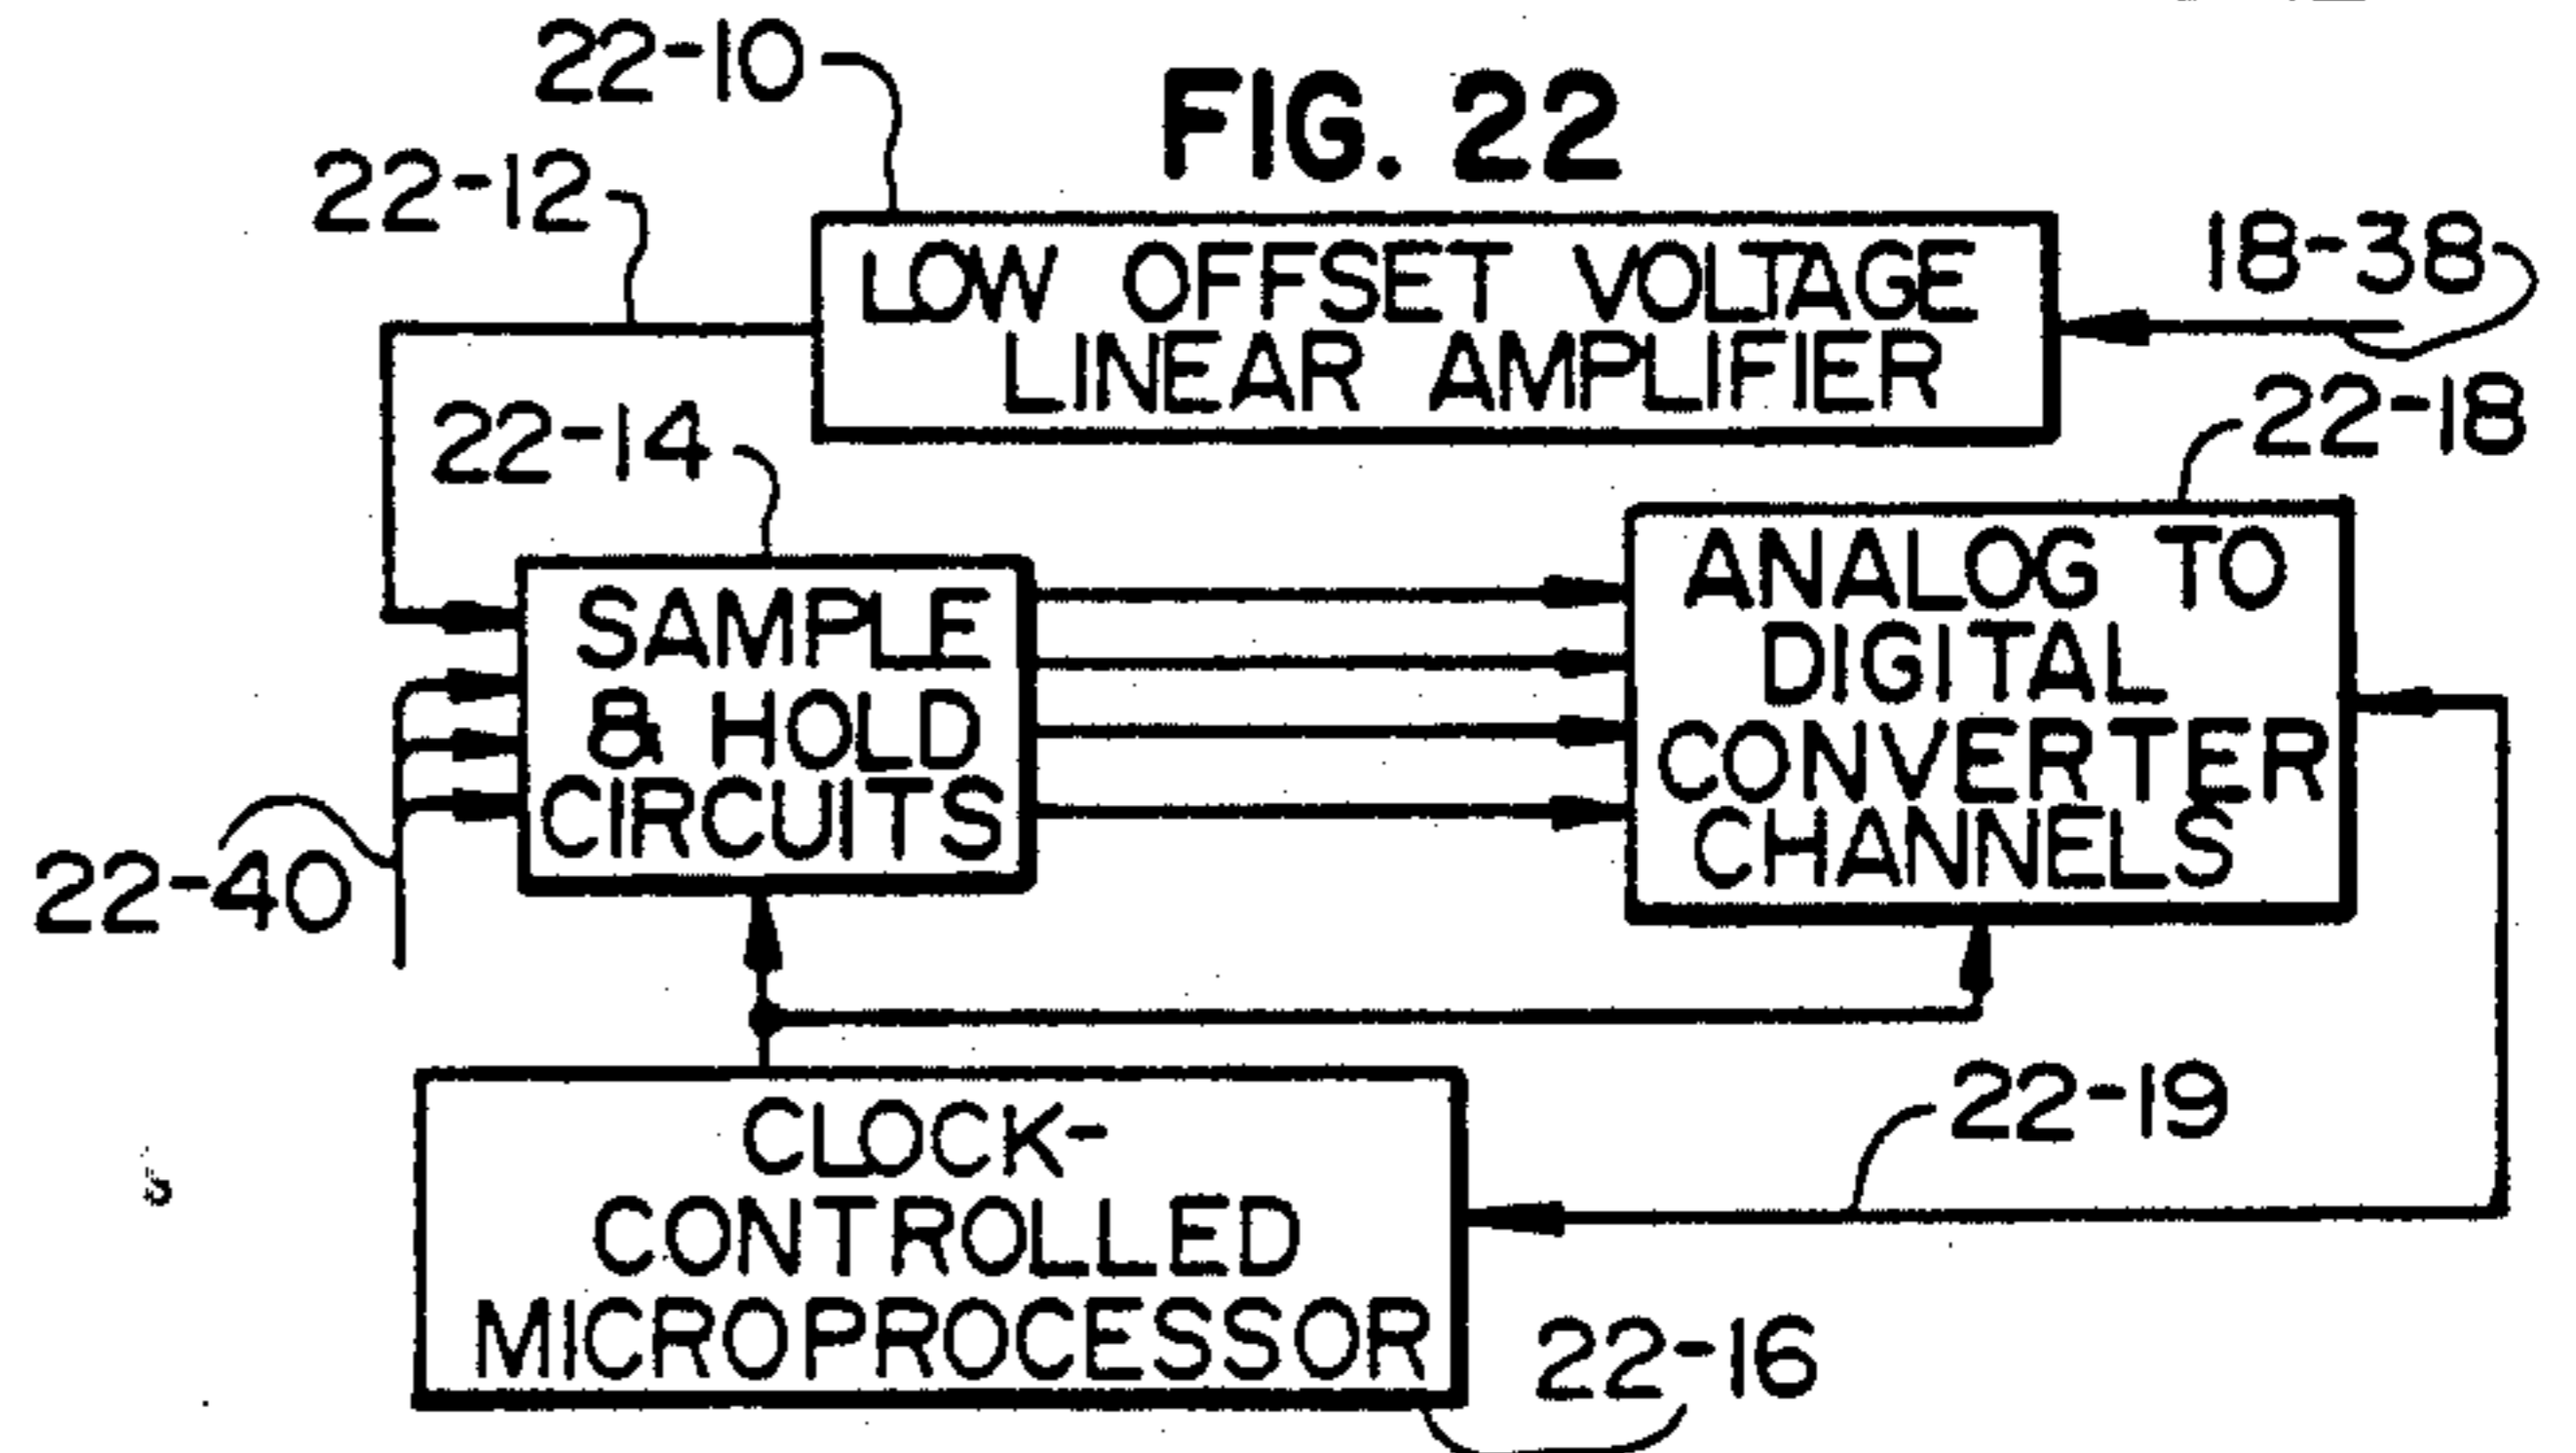 22-10
FIG. 22
22-12
LOW OFFSET VOLTAGE
LINEAR AMPLIFIER
18-38
22-14
22-18
SAMPLE
& HOLD
CIRCUITS
ANALOG TO
DIGITAL
CONVERTER
CHANNELS
22-40
22-19
CLOCK-
CONTROLLED
MICROPROCESSOR
22-16